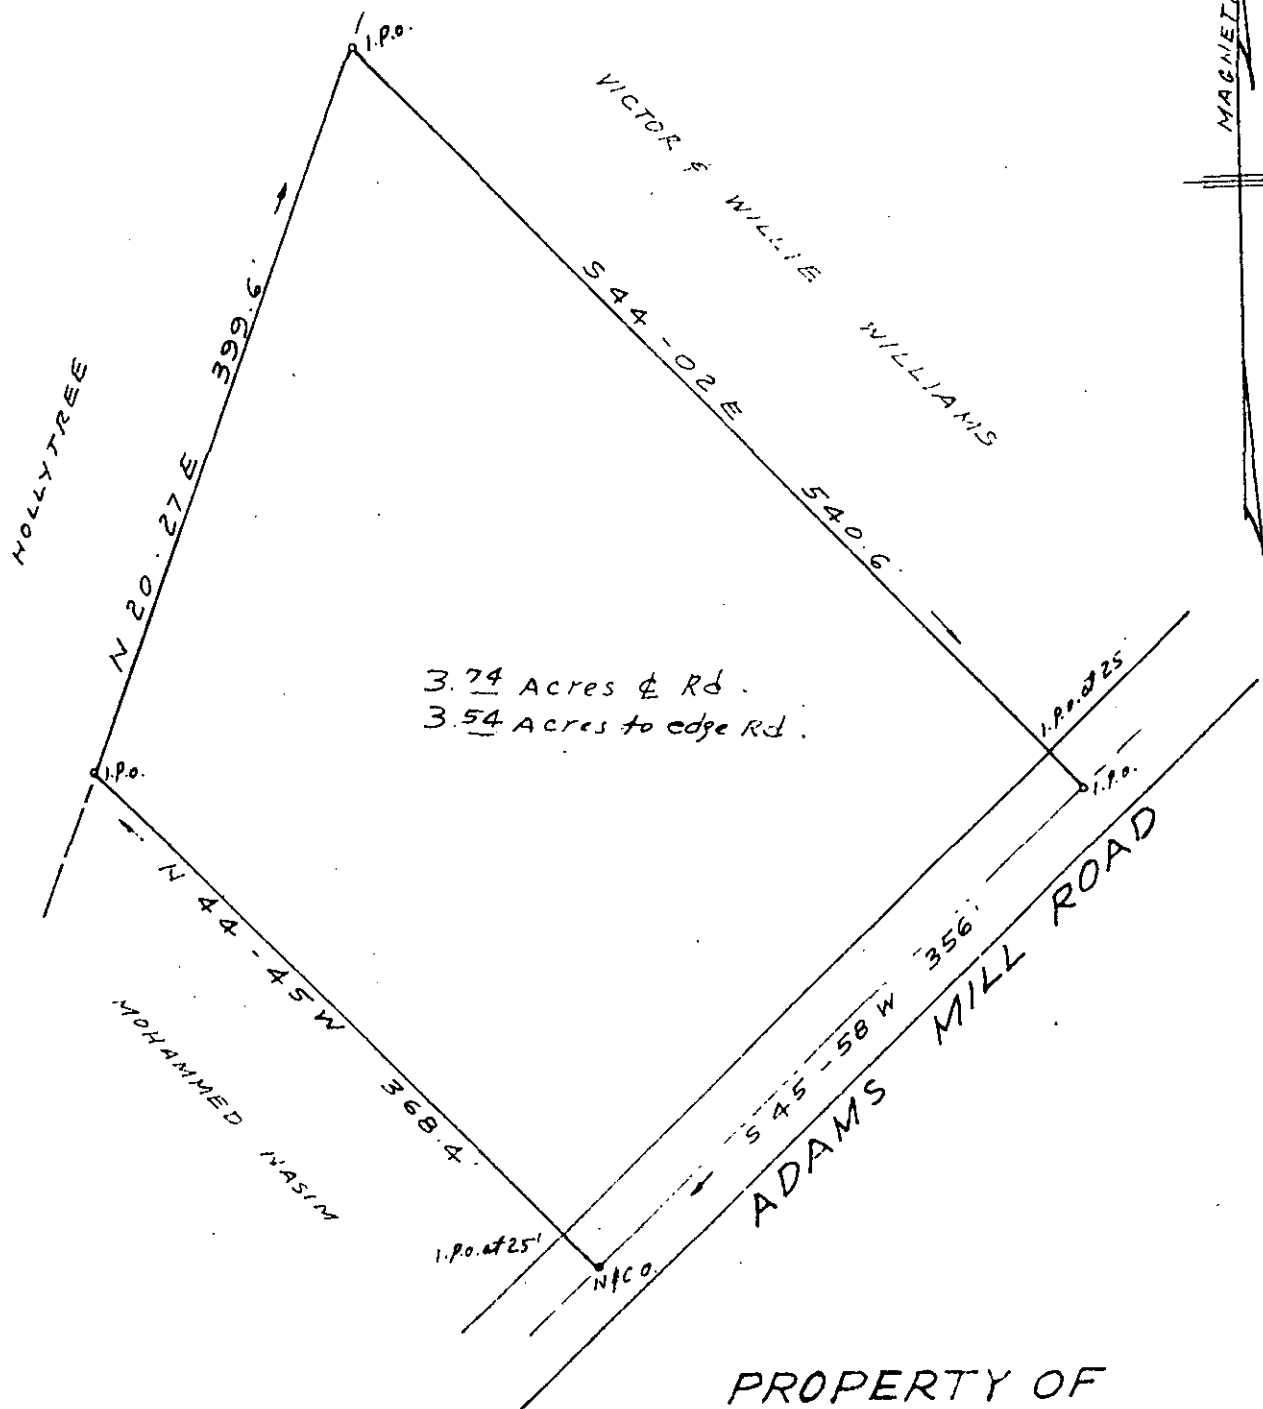 I.P.O.
MAGNET
VICTOR & WILLIE WILLIAMS
HOLLYTREE
N 20 - 27 E 399.6'
S 44 - 02 E 540.6'
3.74 Acres ₵ Rd.
3.54 Acres to edge Rd.
I.P.O. at 25'
I.P.O.
I.P.O.
N 44 - 45 W 368.4'
MOHAMMED NASIM
S 45 - 58 W 356'
ADAMS MILL ROAD
I.P.O. at 25'
PROPERTY OF